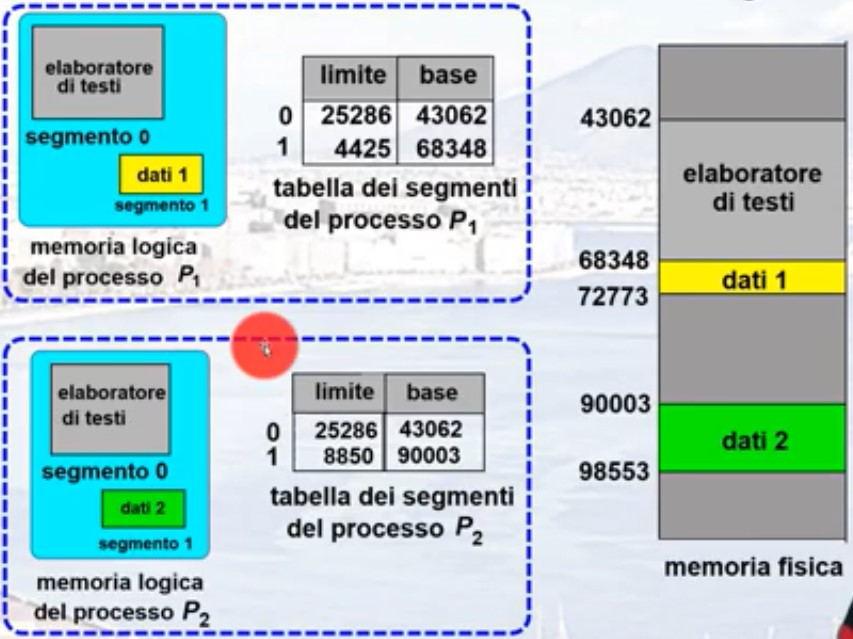 elaboratore
di testi
segmento 0
dati 1
segmento 1
memoria logica
del processo P1
limite base
0 25286 43062
1 4425 68348
tabella dei segmenti
del processo P1
elaboratore
di testi
segmento 0
dati 2
segmento 1
memoria logica
del processo P2
limite base
0 25286 43062
1 8850 90003
tabella dei segmenti
del processo P2
43062
elaboratore
di testi
68348
dati 1
72773
90003
dati 2
98553
memoria fisica